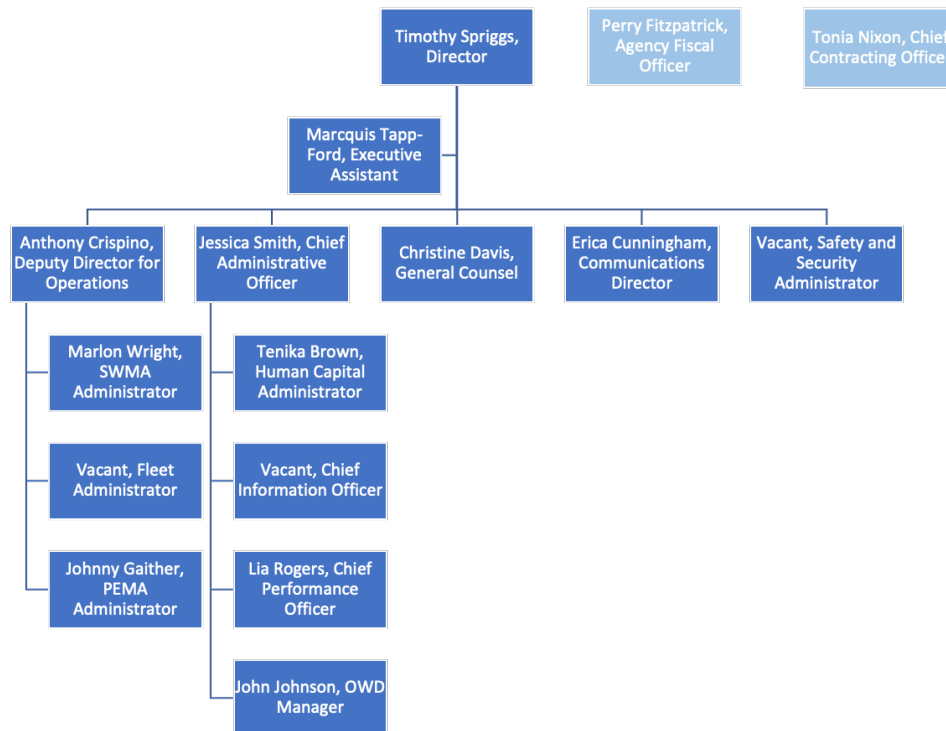 Timothy Spriggs,
Director
Perry Fitzpatrick,
Agency Fiscal
Officer
Tonia Nixon, Chief
Contracting Officer
Marcquis Tapp-
Ford, Executive
Assistant
Anthony Crispino,
Deputy Director for
Operations
Jessica Smith, Chief
Administrative
Officer
Christine Davis,
General Counsel
Erica Cunningham,
Communications
Director
Vacant, Safety and
Security
Administrator
Marlon Wright,
SWMA
Administrator
Tenika Brown,
Human Capital
Administrator
Vacant, Fleet
Administrator
Vacant, Chief
Information Officer
Johnny Gaither,
PEMA
Administrator
Lia Rogers, Chief
Performance
Officer
John Johnson, OWD
Manager